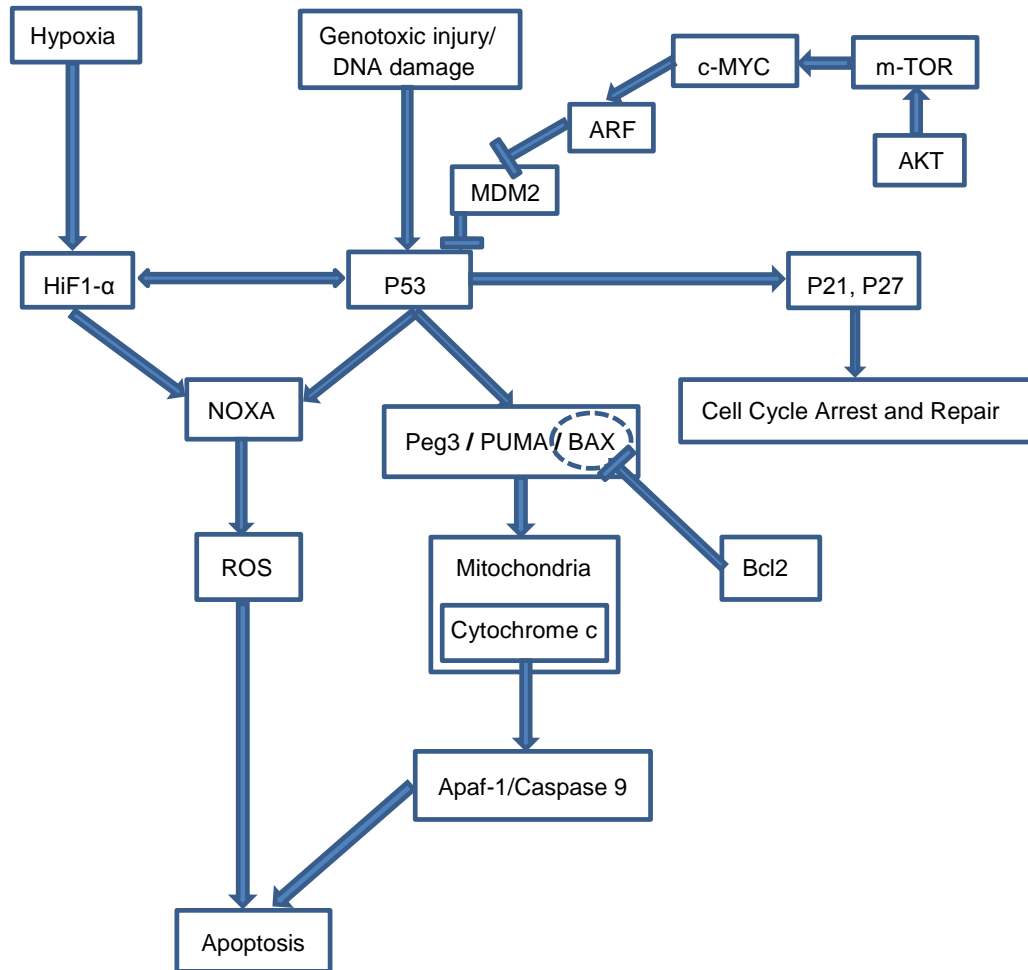 Hypoxia
Genotoxic injury/
DNA damage
c-MYC
m-TOR
ARF
AKT
MDM2
HiF1-α
P53
P21, P27
NOXA
Cell Cycle Arrest and Repair
Peg3 / PUMA / BAX
ROS
Mitochondria
Bcl2
Cytochrome c
Apaf-1/Caspase 9
Apoptosis